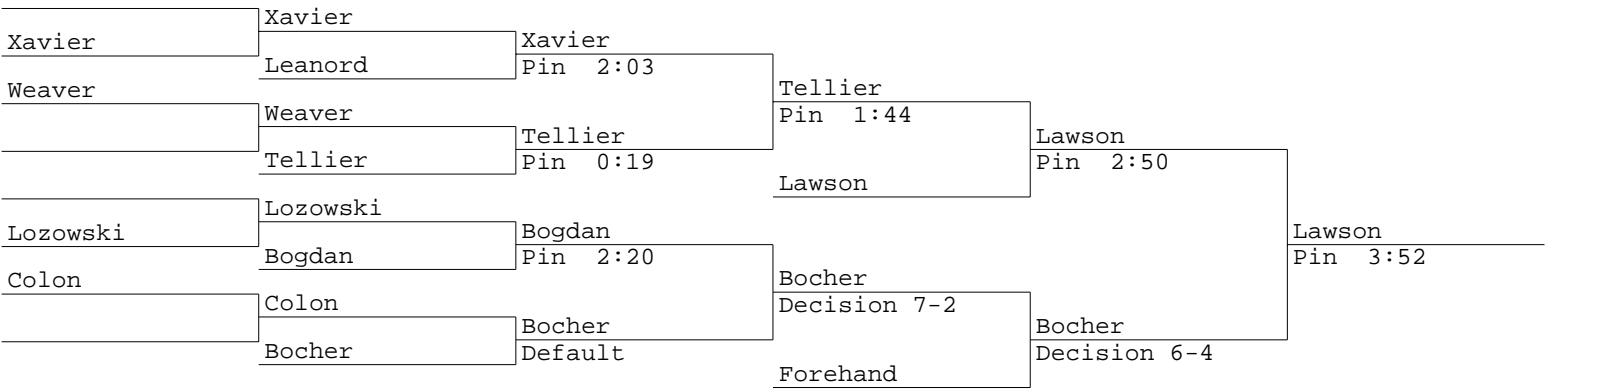 Xavier
Weaver
Lozowski
Colon
Xavier
Leanord
Weaver
Tellier
Lozowski
Bogdan
Colon
Bocher
Xavier
Pin 2:03
Tellier
Pin 0:19
Bogdan
Pin 2:20
Bocher
Default
Tellier
Pin 1:44
Lawson
Bocher
Decision 7-2
Forehand
Lawson
Pin 2:50
Bocher
Decision 6-4
Lawson
Pin 3:52